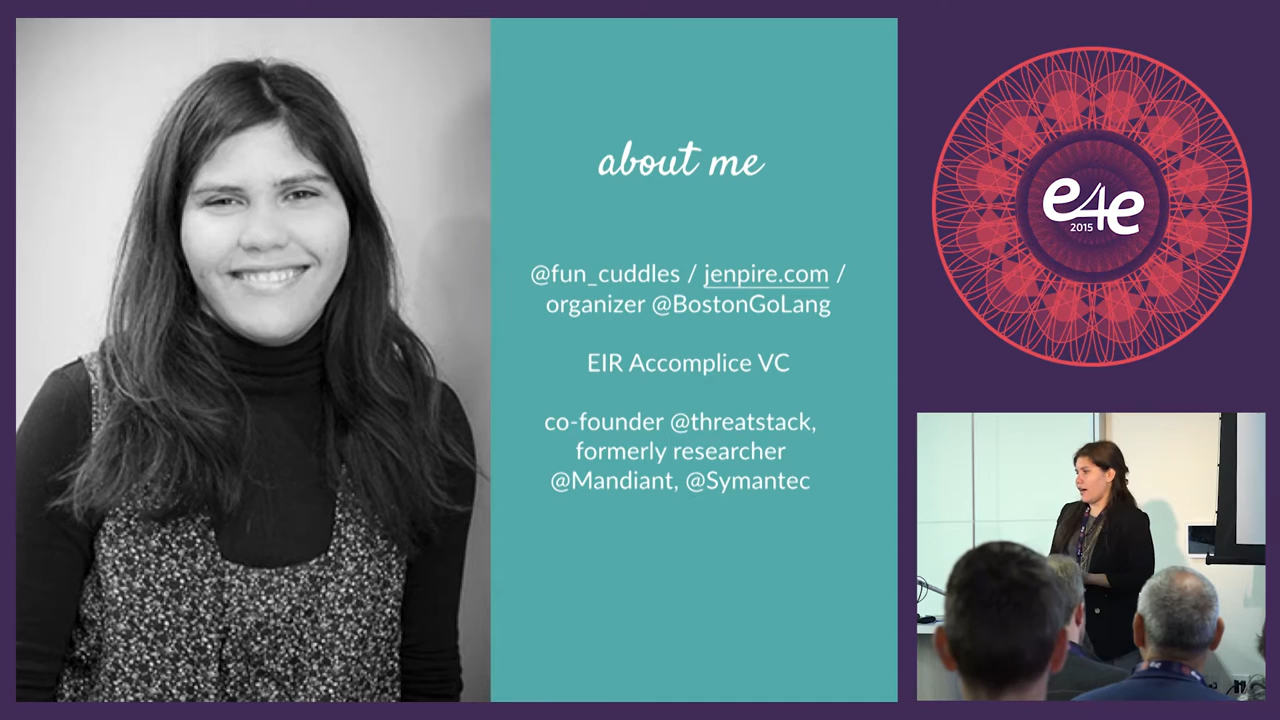 about me
@fun_cuddles / jenpire.com /
organizer @BostonGoLang
EIR Accomplice VC
co-founder @threatstack,
formerly researcher
@Mandiant, @Symantec
e4e
2015